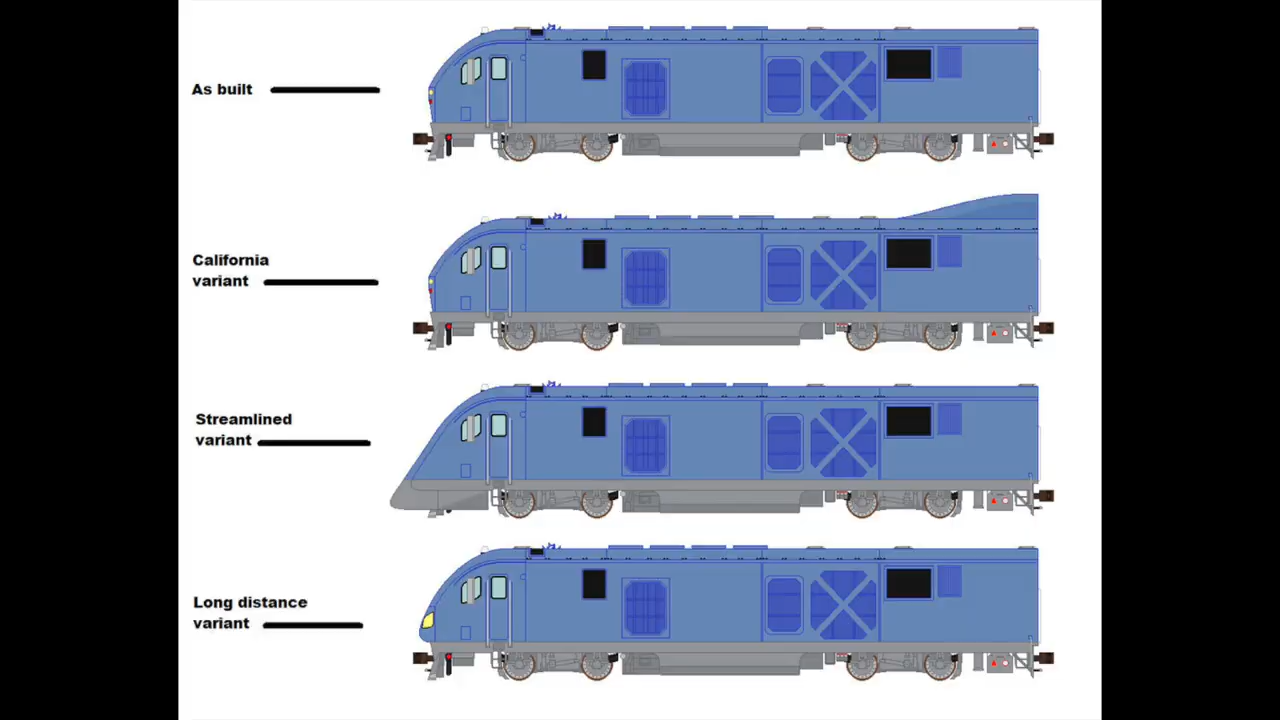 As built
California
variant
Streamlined
variant
Long distance
variant